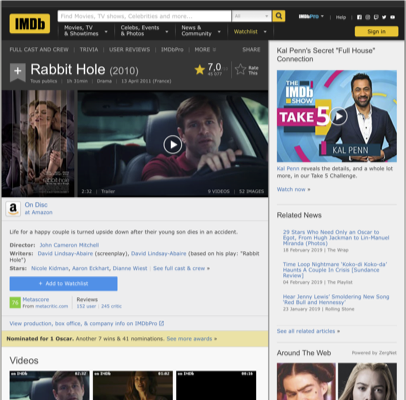 IMDb
Find Movies, TV shows, Celebrities and more...
All
IMDbPro
Help
Movies, TV & Showtimes
Celebs, Events & Photos
News & Community
Watchlist
Sign in
FULL CAST AND CREW | TRIVIA | USER REVIEWS | IMDbPro | MORE
SHARE
Rabbit Hole (2010)
7,0
Rate This
Tous publics | 1h 31min | Drama | 13 April 2011 (France)
rabbit hole
2:32 | Trailer
9 VIDEOS | 52 IMAGES
On Disc
at Amazon
Life for a happy couple is turned upside down after their young son dies in an accident.
Director: John Cameron Mitchell
Writers: David Lindsay-Abaire (screenplay), David Lindsay-Abaire (based on his play: "Rabbit
Hole")
Stars: Nicole Kidman, Aaron Eckhart, Dianne Wiest | See full cast & crew »
+ Add to Watchlist
76
Metascore
From metacritic.com
Reviews
152 user | 245 critic
View production, box office, & company info on IMDbPro
Nominated for 1 Oscar. Another 7 wins & 41 nominations. See more awards »
Videos
Kal Penn's Secret "Full House"
Connection
THE
IMDb
SHOW
TAKE 5
KAL PENN
Kal Penn reveals the details, and a whole lot
more, in our Take 5 Challenge.
Watch now »
Related News
29 Stars Who Need Only an Oscar to
Egot, From Hugh Jackman to Lin-Manuel
Miranda (Photos)
18 February 2019 | The Wrap
Time Loop Nightmare 'Koko-di Koko-da'
Haunts A Couple In Crisis [Sundance
Review]
04 February 2019 | The Playlist
Hear Jenny Lewis' Smoldering New Song
'Red Bull and Hennessy'
23 January 2019 | Rolling Stone
See all related articles »
Around The Web
Powered by ZergNet